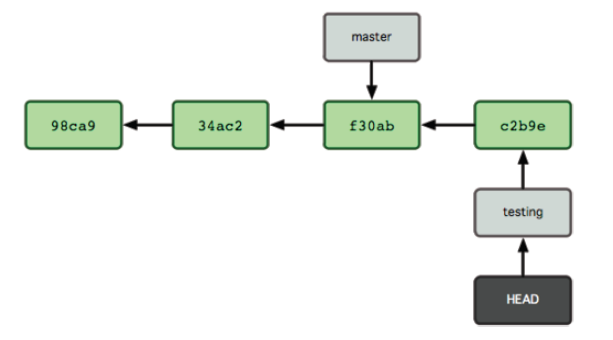 master
98ca9
34ac2
f30ab
c2b9e
testing
HEAD